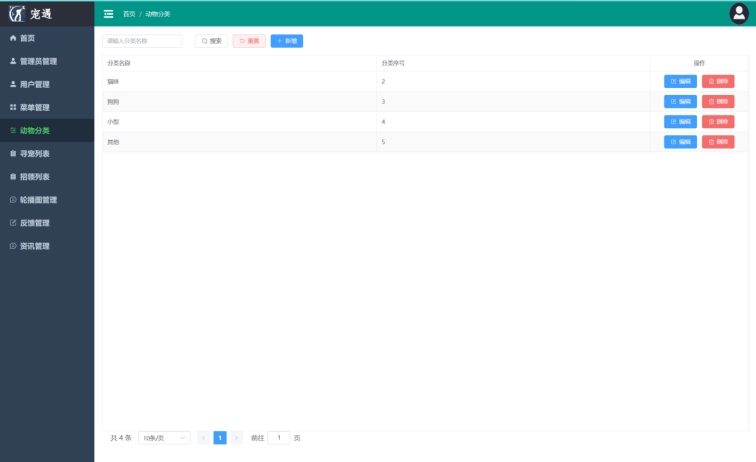 宠遇
首页 / 动物分类
首页
管理员管理
用户管理
菜单管理
动物分类
寻宠列表
招领列表
轮播图管理
反馈管理
资讯管理
请输入分类名称 搜索 重置 新增
分类名称 分类序号 操作
猫咪 2 编辑 删除
狗狗 3 编辑 删除
小型 4 编辑 删除
其他 5 编辑 删除
共 4 条 10条/页 1 前往 1 页